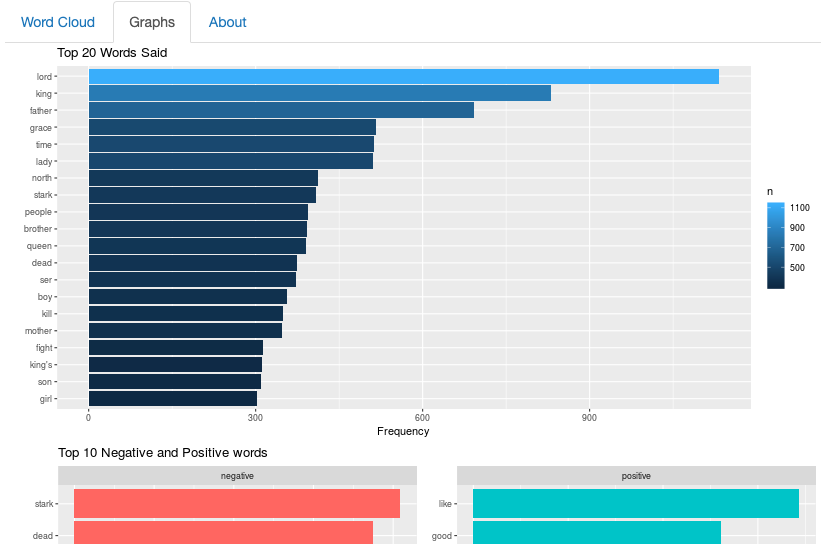 Word Cloud Graphs About
Top 20 Words Said
lord
king
father
grace
time
lady
north
stark
people
brother
queen
dead
ser
boy
kill
mother
fight
king's
son
girl
0 300 600 900
Frequency
n
1100
900
700
500
Top 10 Negative and Positive words
negative
stark
dead
positive
like
good